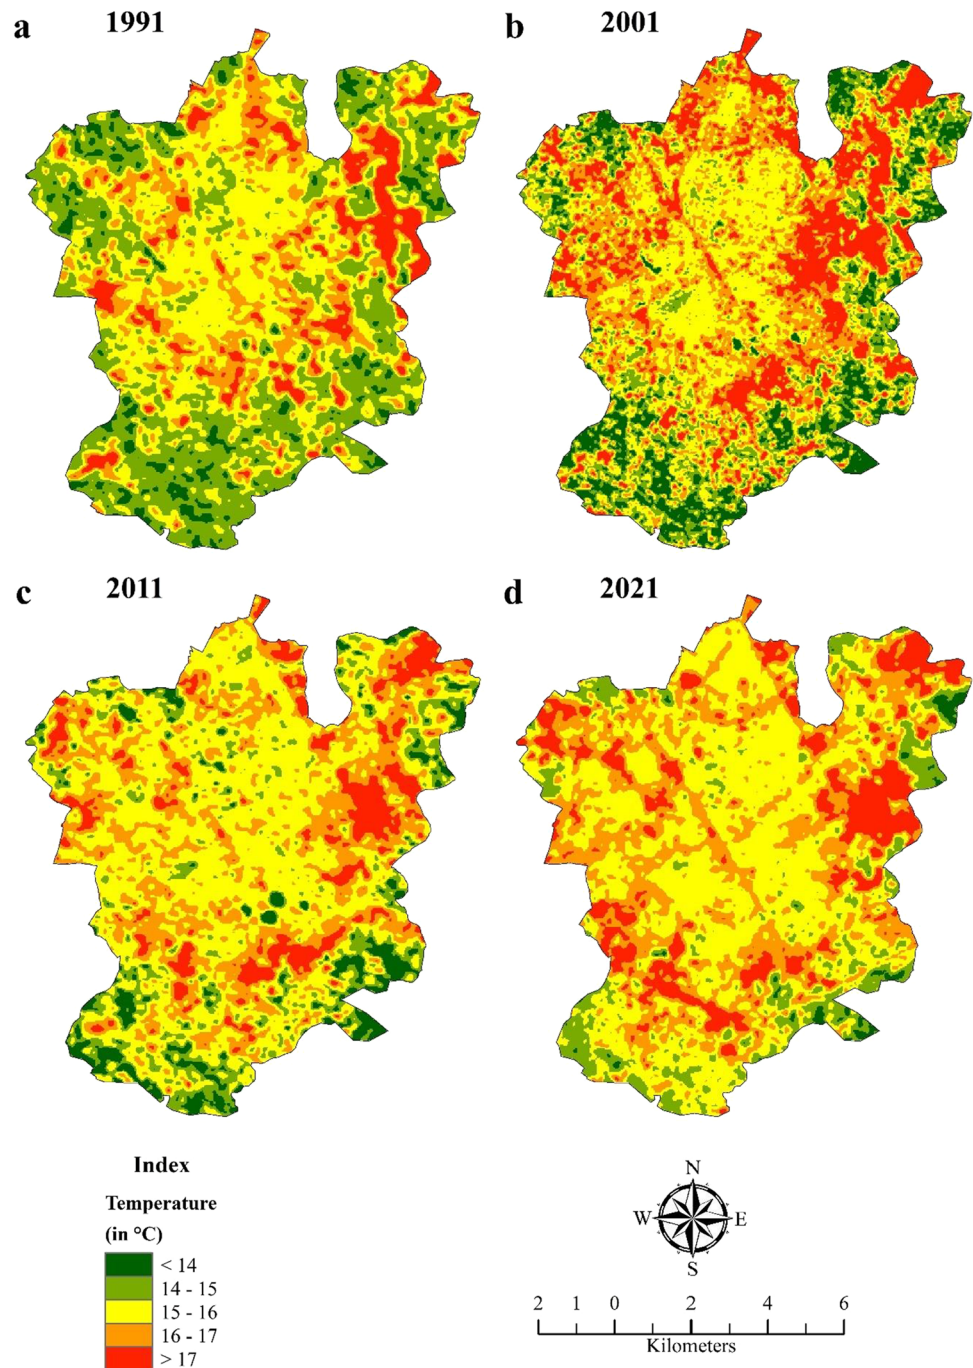 a 1991
b 2001
c 2011
d 2021
Index
Temperature
(in °C)
< 14
14 - 15
15 - 16
16 - 17
> 17
N
W E
S
2 1 0 2 4 6
Kilometers